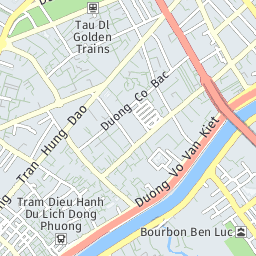 Tau Dl
Golden
Trains
Duong Co Bac
Tran Hung Dao
Duong Vo Van Kiet
Tram Dieu Hanh
Du Lich Dong
Phuong
Bourbon Ben Luc